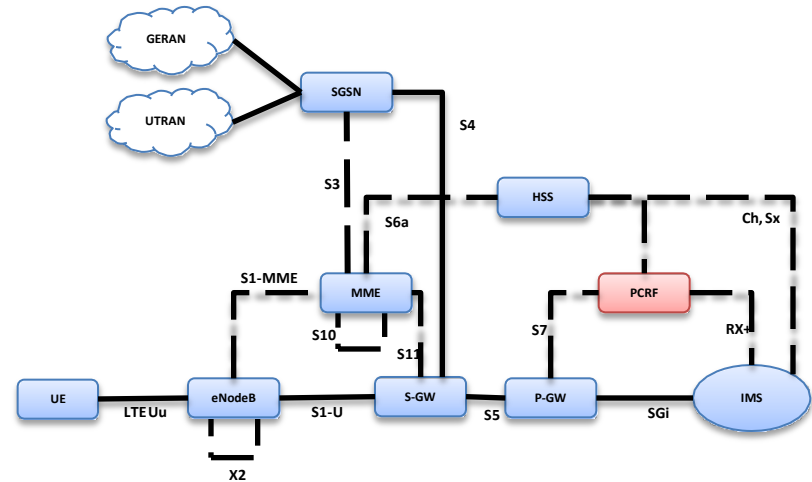 GERAN
SGSN
UTRAN
S4
S3
HSS
S6a
Ch, Sx
S1-MME
MME
PCRF
S10
S7
RX+
S11
UE
eNodeB
S-GW
P-GW
IMS
LTE Uu
S1-U
S5
SGi
X2